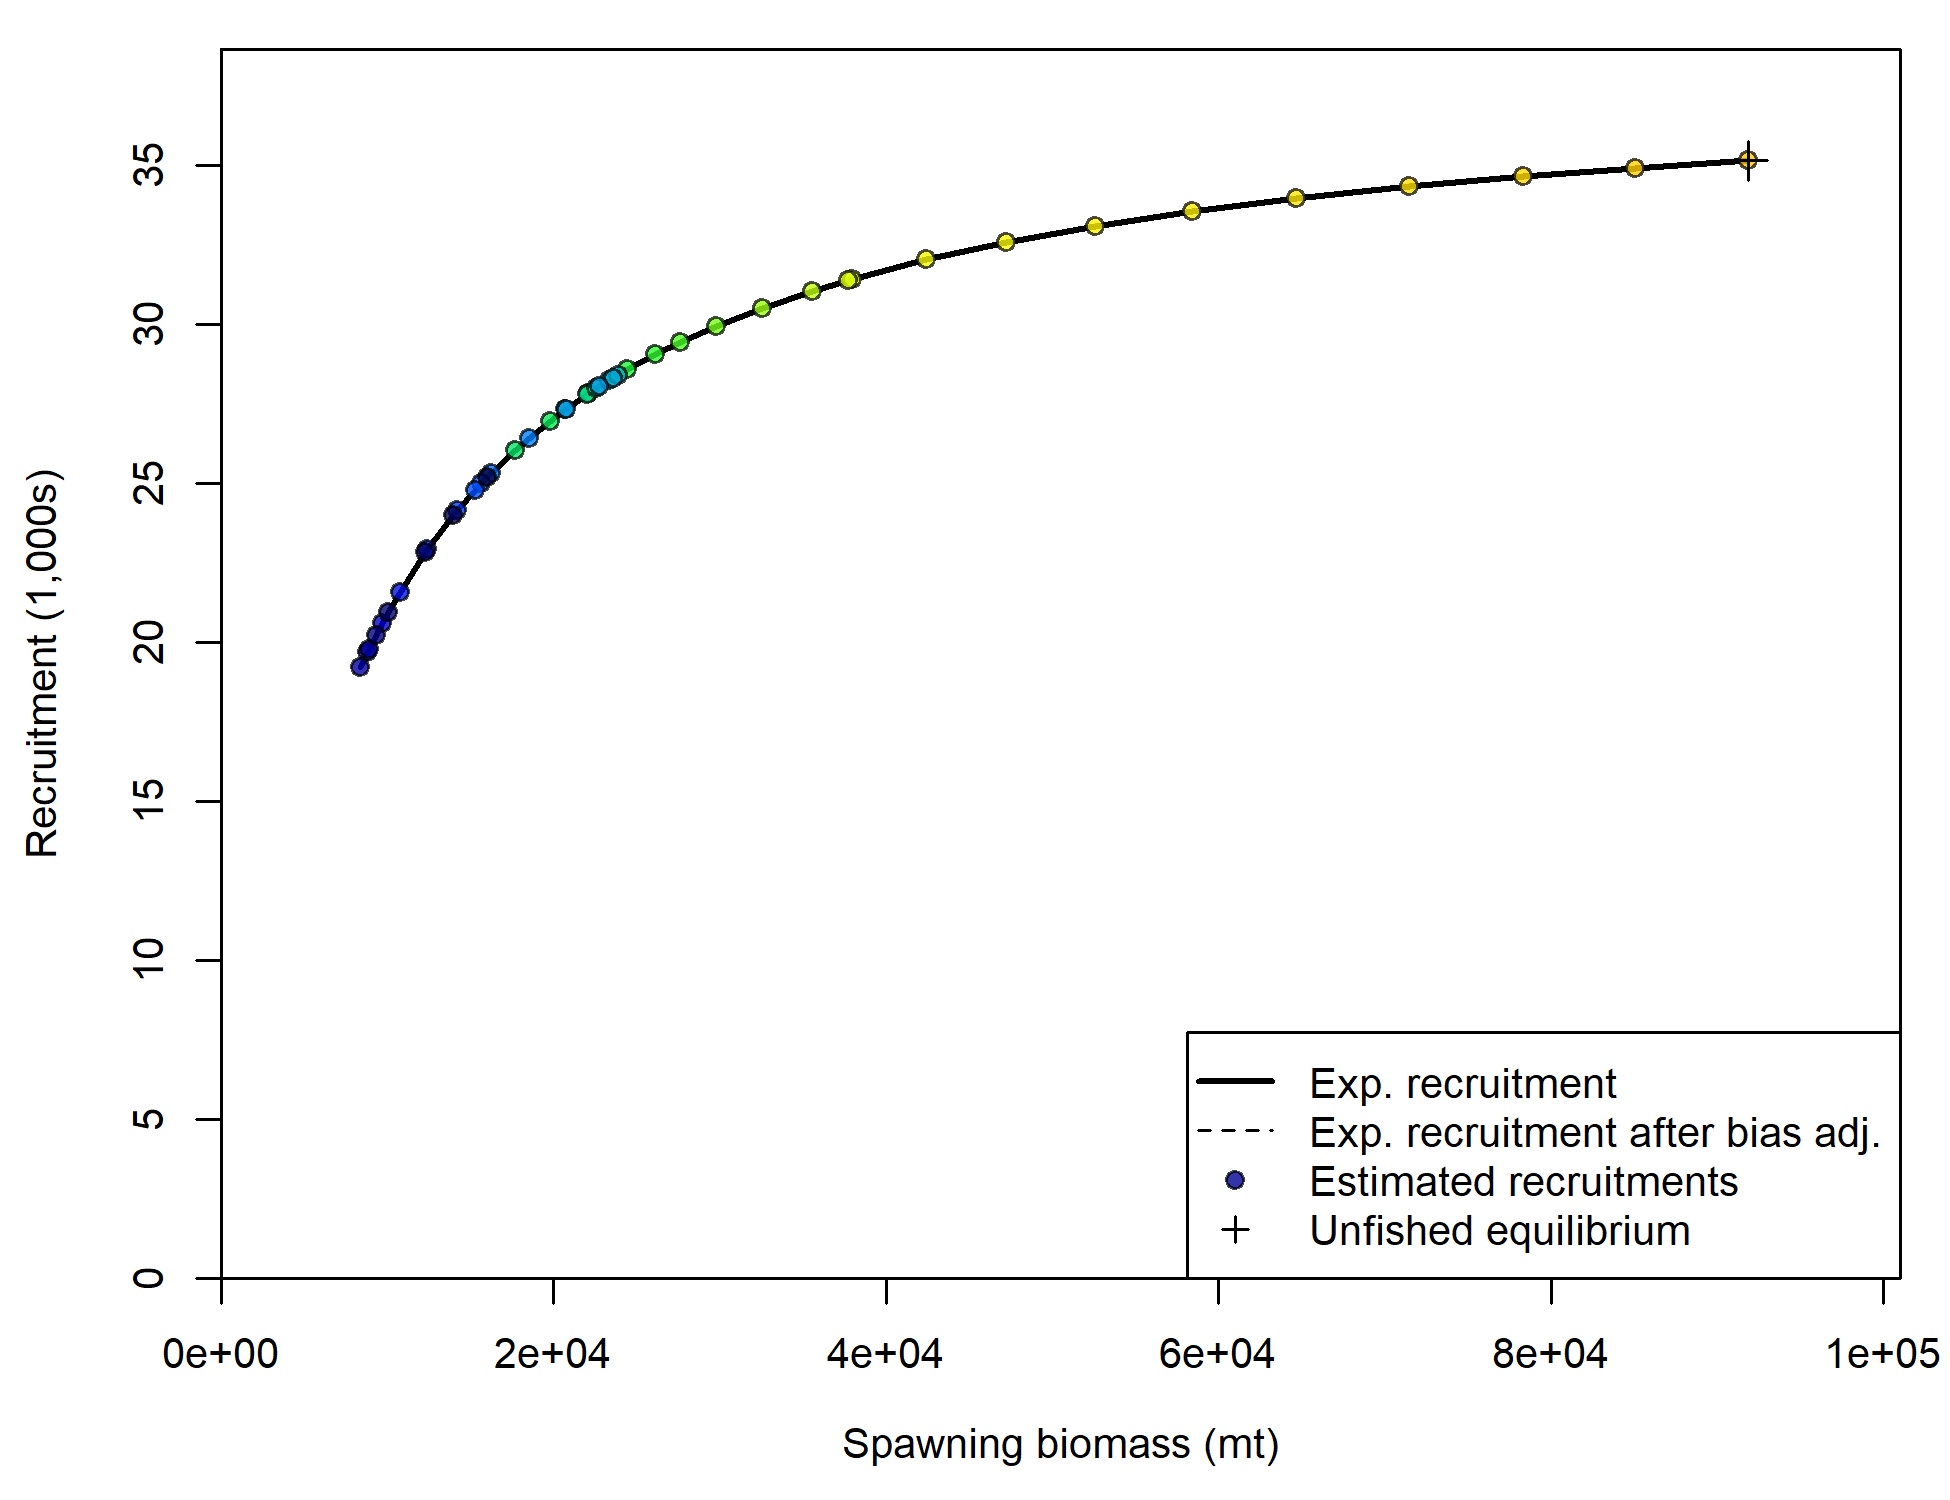 Recruitment (1,000s)
35
30
25
20
15
10
5
0
0e+00 2e+04 4e+04 6e+04 8e+04 1e+05
Spawning biomass (mt)
Exp. recruitment
Exp. recruitment after bias adj.
Estimated recruitments
Unfished equilibrium